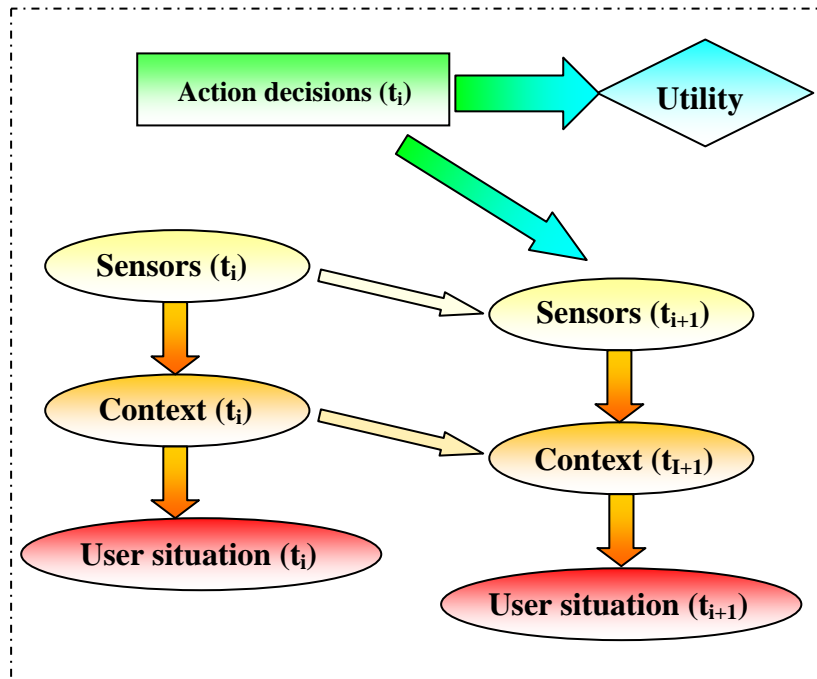 Action decisions (tᵢ)
Utility
Sensors (tᵢ)
Sensors (tᵢ₊₁)
Context (tᵢ)
Context (t_I+1)
User situation (tᵢ)
User situation (tᵢ₊₁)